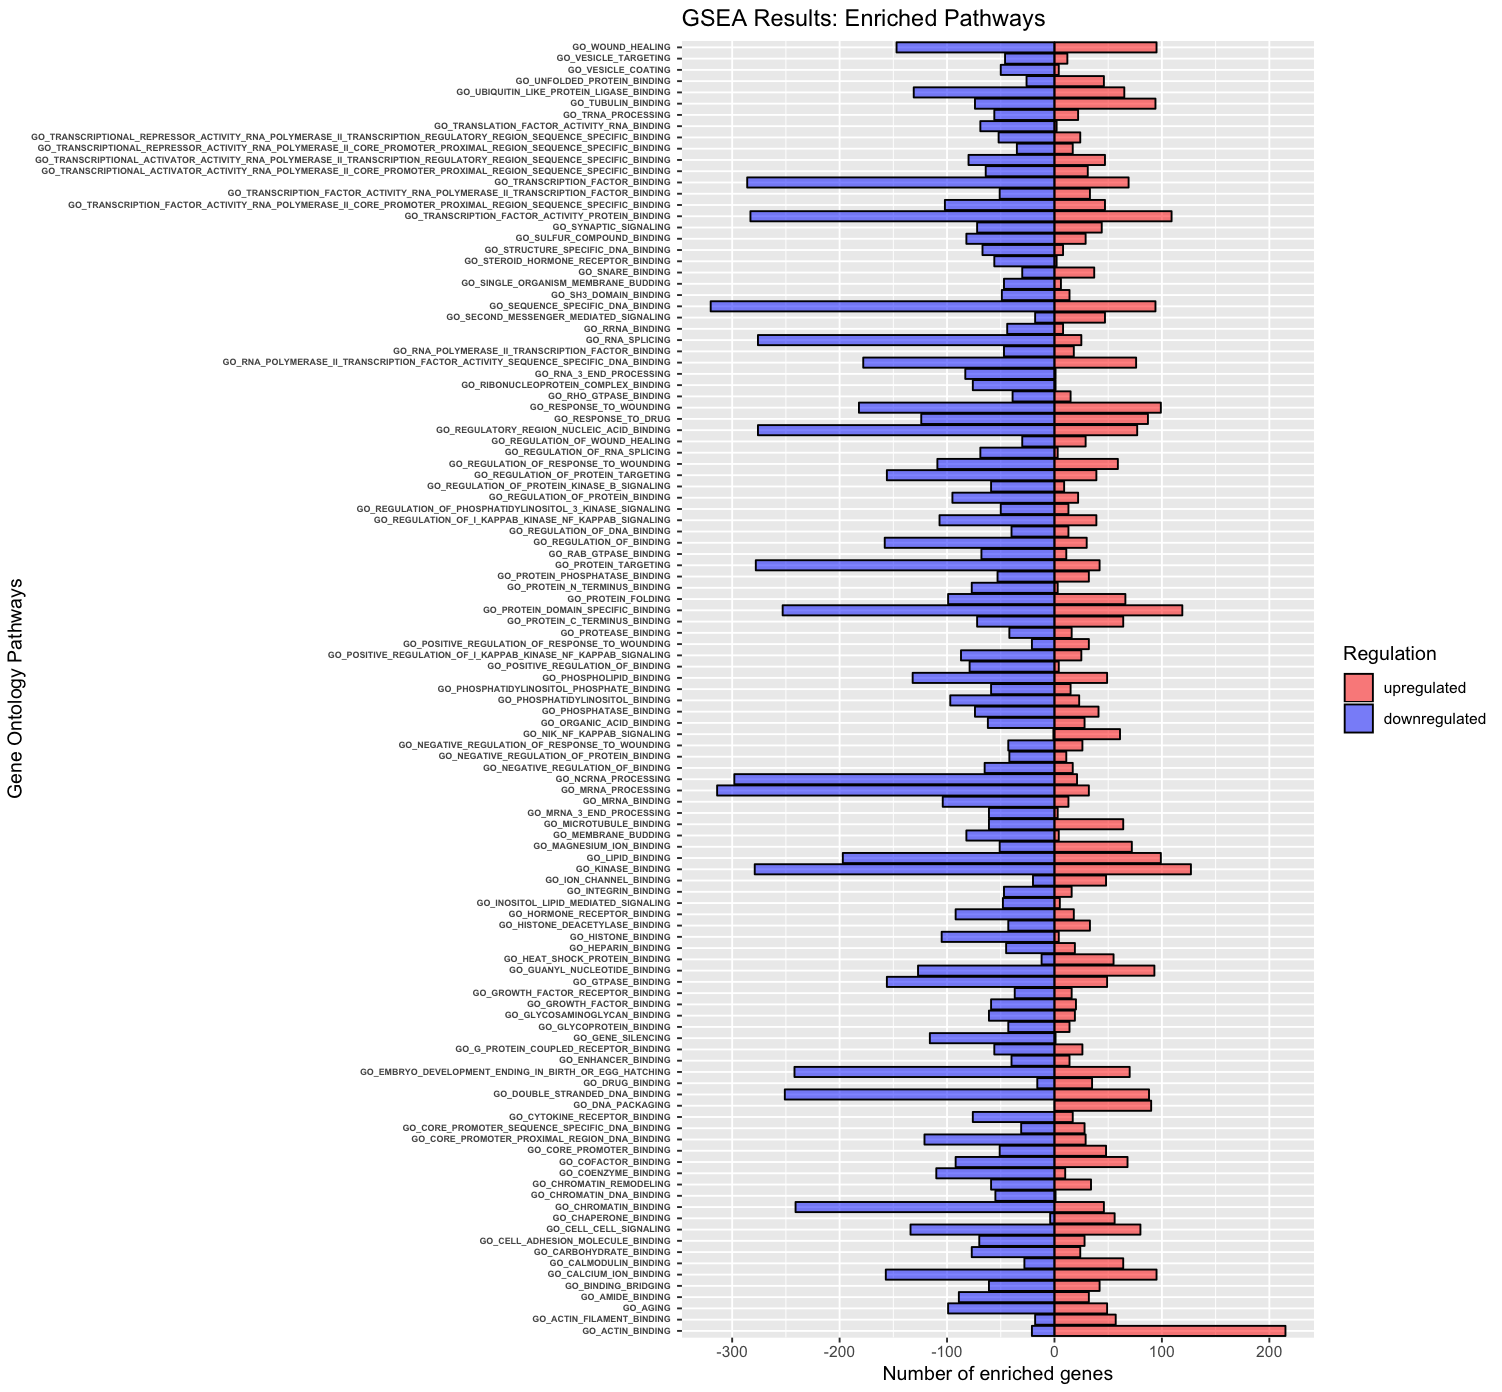 GSEA Results: Enriched Pathways
GO_WOUND_HEALING
GO_VESICLE_TARGETING
GO_VESICLE_COATING
GO_UNFOLDED_PROTEIN_BINDING
GO_UBIQUITIN_LIKE_PROTEIN_LIGASE_BINDING
GO_TUBULIN_BINDING
GO_TRNA_PROCESSING
GO_TRANSLATION_FACTOR_ACTIVITY_RNA_BINDING
GO_TRANSCRIPTIONAL_REPRESSOR_ACTIVITY_RNA_POLYMERASE_II_TRANSCRIPTION_REGULATORY_REGION_SEQUENCE_SPECIFIC_BINDING
GO_TRANSCRIPTIONAL_REPRESSOR_ACTIVITY_RNA_POLYMERASE_II_CORE_PROMOTER_PROXIMAL_REGION_SEQUENCE_SPECIFIC_BINDING
GO_TRANSCRIPTIONAL_ACTIVATOR_ACTIVITY_RNA_POLYMERASE_II_TRANSCRIPTION_REGULATORY_REGION_SEQUENCE_SPECIFIC_BINDING
GO_TRANSCRIPTIONAL_ACTIVATOR_ACTIVITY_RNA_POLYMERASE_II_CORE_PROMOTER_PROXIMAL_REGION_SEQUENCE_SPECIFIC_BINDING
GO_TRANSCRIPTION_FACTOR_BINDING
GO_TRANSCRIPTION_FACTOR_ACTIVITY_RNA_POLYMERASE_II_TRANSCRIPTION_FACTOR_BINDING
GO_TRANSCRIPTION_FACTOR_ACTIVITY_RNA_POLYMERASE_II_CORE_PROMOTER_PROXIMAL_REGION_SEQUENCE_SPECIFIC_BINDING
GO_TRANSCRIPTION_FACTOR_ACTIVITY_PROTEIN_BINDING
GO_SYNAPTIC_SIGNALING
GO_SULFUR_COMPOUND_BINDING
GO_STRUCTURE_SPECIFIC_DNA_BINDING
GO_STEROID_HORMONE_RECEPTOR_BINDING
GO_SNARE_BINDING
GO_SINGLE_ORGANISM_MEMBRANE_BUDDING
GO_SH3_DOMAIN_BINDING
GO_SEQUENCE_SPECIFIC_DNA_BINDING
GO_SECOND_MESSENGER_MEDIATED_SIGNALING
GO_RRNA_BINDING
GO_RNA_SPLICING
GO_RNA_POLYMERASE_II_TRANSCRIPTION_FACTOR_BINDING
GO_RNA_POLYMERASE_II_TRANSCRIPTION_FACTOR_ACTIVITY_SEQUENCE_SPECIFIC_DNA_BINDING
GO_RNA_3_END_PROCESSING
GO_RIBONUCLEOPROTEIN_COMPLEX_BINDING
GO_RHO_GTPASE_BINDING
GO_RESPONSE_TO_WOUNDING
GO_RESPONSE_TO_DRUG
GO_REGULATORY_REGION_NUCLEIC_ACID_BINDING
GO_REGULATION_OF_WOUND_HEALING
GO_REGULATION_OF_RNA_SPLICING
GO_REGULATION_OF_RESPONSE_TO_WOUNDING
GO_REGULATION_OF_PROTEIN_TARGETING
GO_REGULATION_OF_PROTEIN_KINASE_B_SIGNALING
GO_REGULATION_OF_PROTEIN_BINDING
GO_REGULATION_OF_PHOSPHATIDYLINOSITOL_3_KINASE_SIGNALING
GO_REGULATION_OF_I_KAPPAB_KINASE_NF_KAPPAB_SIGNALING
GO_REGULATION_OF_DNA_BINDING
GO_REGULATION_OF_BINDING
GO_RAB_GTPASE_BINDING
GO_PROTEIN_TARGETING
GO_PROTEIN_PHOSPHATASE_BINDING
GO_PROTEIN_N_TERMINUS_BINDING
GO_PROTEIN_FOLDING
GO_PROTEIN_DOMAIN_SPECIFIC_BINDING
GO_PROTEIN_C_TERMINUS_BINDING
GO_PROTEASE_BINDING
GO_POSITIVE_REGULATION_OF_RESPONSE_TO_WOUNDING
GO_POSITIVE_REGULATION_OF_I_KAPPAB_KINASE_NF_KAPPAB_SIGNALING
GO_POSITIVE_REGULATION_OF_BINDING
GO_PHOSPHOLIPID_BINDING
GO_PHOSPHATIDYLINOSITOL_PHOSPHATE_BINDING
GO_PHOSPHATIDYLINOSITOL_BINDING
GO_PHOSPHATASE_BINDING
GO_ORGANIC_ACID_BINDING
GO_NIK_NF_KAPPAB_SIGNALING
GO_NEGATIVE_REGULATION_OF_RESPONSE_TO_WOUNDING
GO_NEGATIVE_REGULATION_OF_PROTEIN_BINDING
GO_NEGATIVE_REGULATION_OF_BINDING
GO_NCRNA_PROCESSING
GO_MRNA_PROCESSING
GO_MRNA_BINDING
GO_MRNA_3_END_PROCESSING
GO_MICROTUBULE_BINDING
GO_MEMBRANE_BUDDING
GO_MAGNESIUM_ION_BINDING
GO_LIPID_BINDING
GO_KINASE_BINDING
GO_ION_CHANNEL_BINDING
GO_INTEGRIN_BINDING
GO_INOSITOL_LIPID_MEDIATED_SIGNALING
GO_HORMONE_RECEPTOR_BINDING
GO_HISTONE_DEACETYLASE_BINDING
GO_HISTONE_BINDING
GO_HEPARIN_BINDING
GO_HEAT_SHOCK_PROTEIN_BINDING
GO_GUANYL_NUCLEOTIDE_BINDING
GO_GTPASE_BINDING
GO_GROWTH_FACTOR_RECEPTOR_BINDING
GO_GROWTH_FACTOR_BINDING
GO_GLYCOSAMINOGLYCAN_BINDING
GO_GLYCOPROTEIN_BINDING
GO_GENE_SILENCING
GO_G_PROTEIN_COUPLED_RECEPTOR_BINDING
GO_ENHANCER_BINDING
GO_EMBRYO_DEVELOPMENT_ENDING_IN_BIRTH_OR_EGG_HATCHING
GO_DRUG_BINDING
GO_DOUBLE_STRANDED_DNA_BINDING
GO_DNA_PACKAGING
GO_CYTOKINE_RECEPTOR_BINDING
GO_CORE_PROMOTER_SEQUENCE_SPECIFIC_DNA_BINDING
GO_CORE_PROMOTER_PROXIMAL_REGION_DNA_BINDING
GO_CORE_PROMOTER_BINDING
GO_COFACTOR_BINDING
GO_COENZYME_BINDING
GO_CHROMATIN_REMODELING
GO_CHROMATIN_DNA_BINDING
GO_CHROMATIN_BINDING
GO_CHAPERONE_BINDING
GO_CELL_CELL_SIGNALING
GO_CELL_ADHESION_MOLECULE_BINDING
GO_CARBOHYDRATE_BINDING
GO_CALMODULIN_BINDING
GO_CALCIUM_ION_BINDING
GO_BINDING_BRIDGING
GO_AMIDE_BINDING
GO_AGING
GO_ACTIN_FILAMENT_BINDING
GO_ACTIN_BINDING
Gene Ontology Pathways
-300 -200 -100 0 100 200
Number of enriched genes
Regulation
upregulated
downregulated